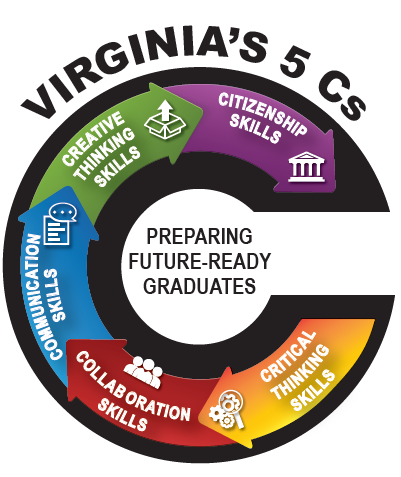 VIRGINIA'S 5 Cs
CREATIVE
THINKING
SKILLS
CITIZENSHIP
SKILLS
PREPARING
FUTURE-READY
GRADUATES
COMMUNICATION
SKILLS
COLLABORATION
SKILLS
CRITICAL
THINKING
SKILLS